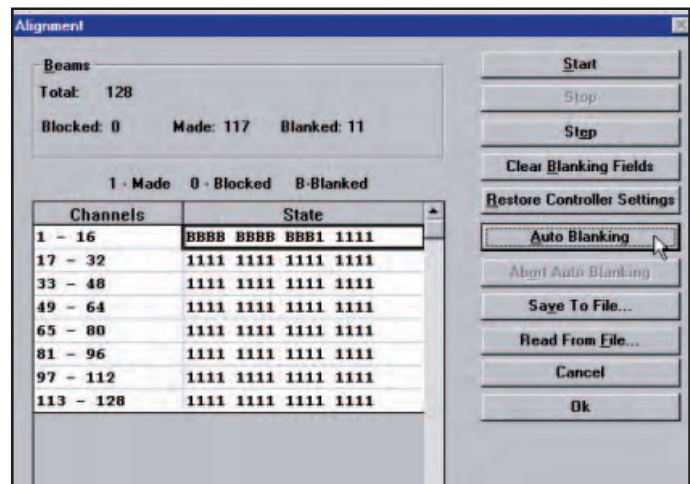 Alignment
Beams
Total: 128
Blocked: 0 Made: 117 Blanked: 11
1 - Made 0 - Blocked B-Blanked
Channels State
1 - 16 BBBB BBBB BBB1 1111
17 - 32 1111 1111 1111 1111
33 - 48 1111 1111 1111 1111
49 - 64 1111 1111 1111 1111
65 - 80 1111 1111 1111 1111
81 - 96 1111 1111 1111 1111
97 - 112 1111 1111 1111 1111
113 - 128 1111 1111 1111 1111
Start
Stop
Step
Clear Blanking Fields
Restore Controller Settings
Auto Blanking
Abort Auto Blanking
Save To File...
Read From File...
Cancel
Ok